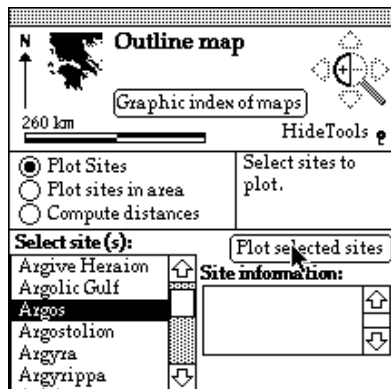 N
Outline map
Graphic index of maps
260 km
HideTools
Plot Sites
Plot sites in area
Compute distances
Select sites to
plot.
Select site(s):
Plot selected sites
Argive Heraion
Argolic Gulf
Argos
Argostolion
Argyra
Argyrippa
Site information: